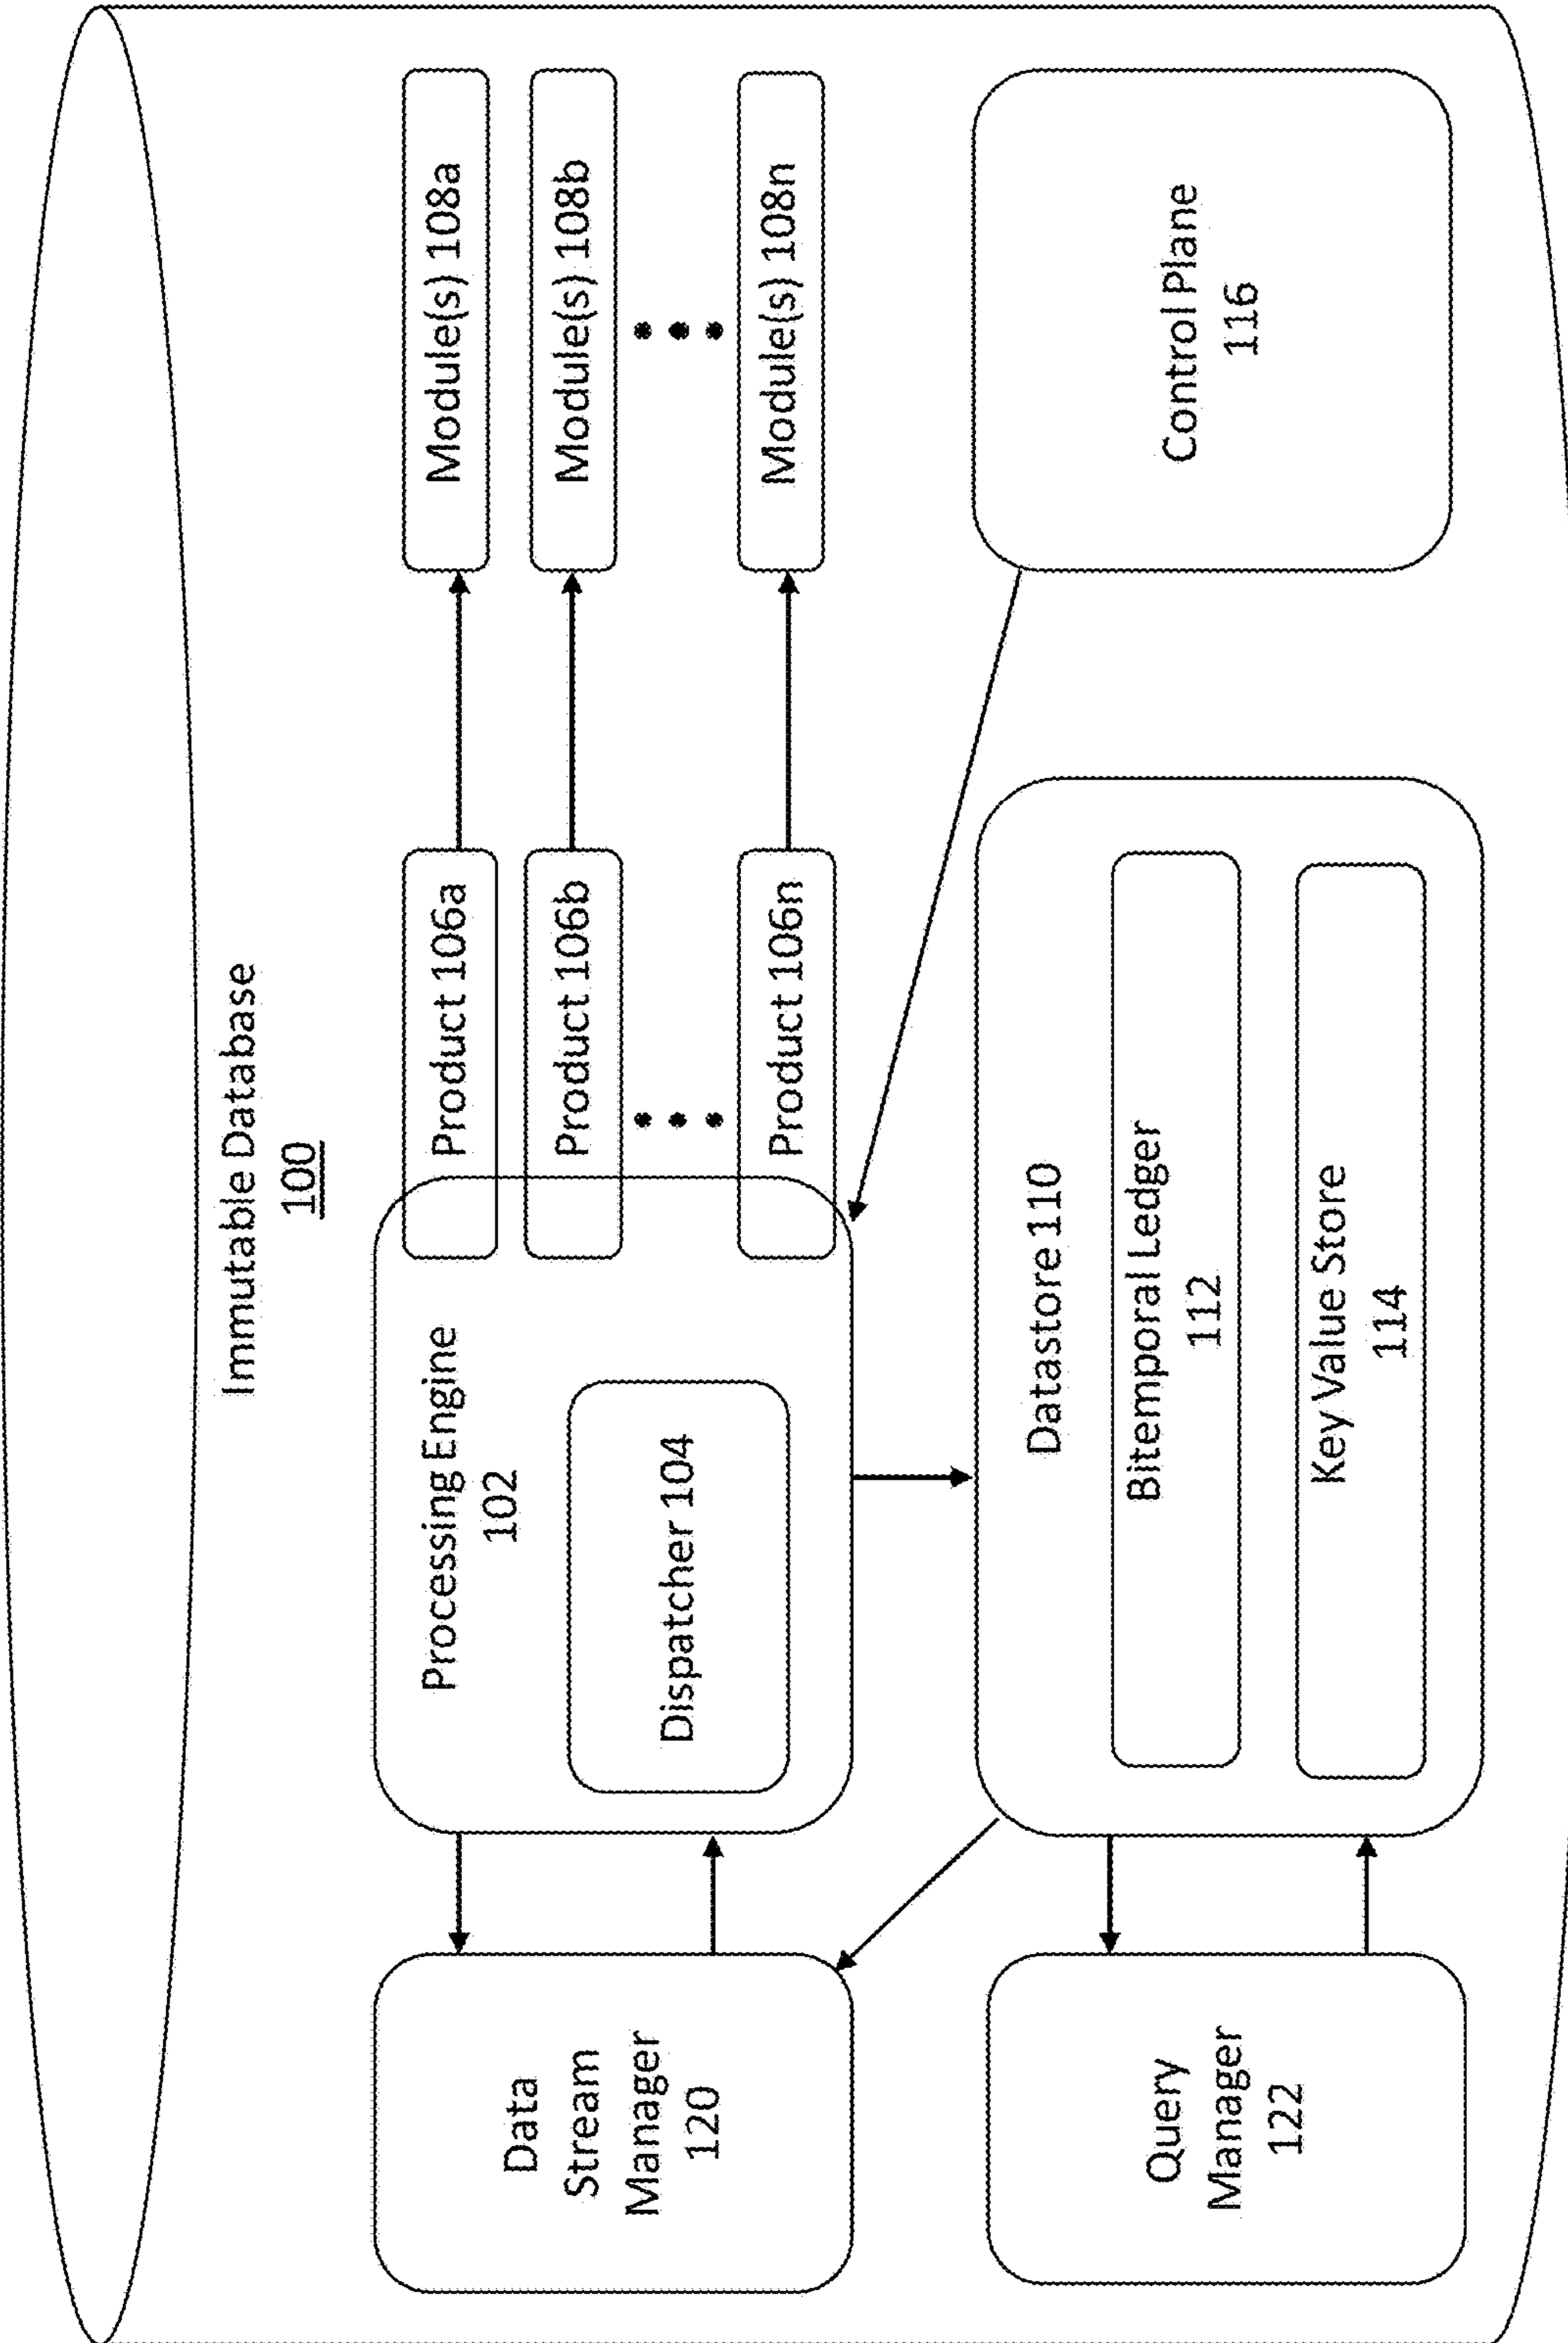 Immutable Database
100
Data
Stream
Manager
120
Processing Engine
102
Dispatcher 104
Product 106a
Product 106b
Product 106n
Module(s) 108a
Module(s) 108b
Module(s) 108n
Query
Manager
122
Datastore 110
Bitemporal Ledger
112
Key Value Store
114
Control Plane
116